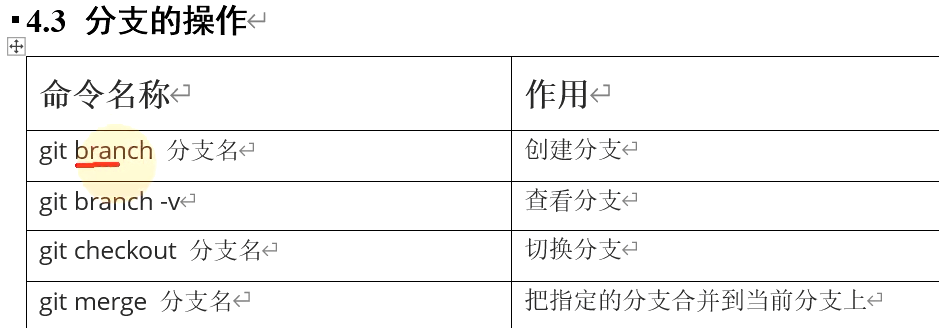 4.3 分支的操作
命令名称 作用
git branch 分支名 创建分支
git branch -v 查看分支
git checkout 分支名 切换分支
git merge 分支名 把指定的分支合并到当前分支上